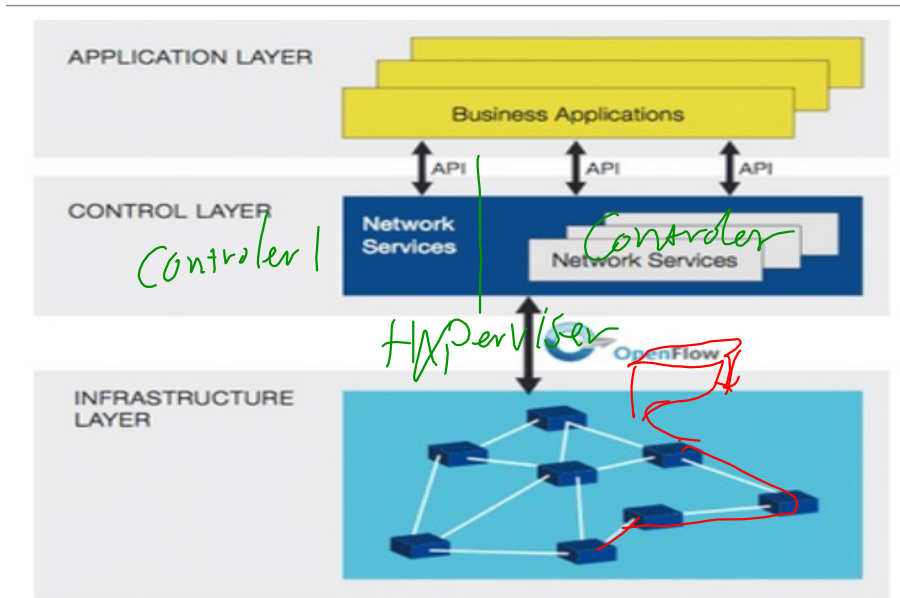 APPLICATION LAYER
Business Applications
API
API
API
CONTROL LAYER
Controler 1
Network
Services
Controler
Network Services
Hyperviser
OpenFlow
INFRASTRUCTURE
LAYER